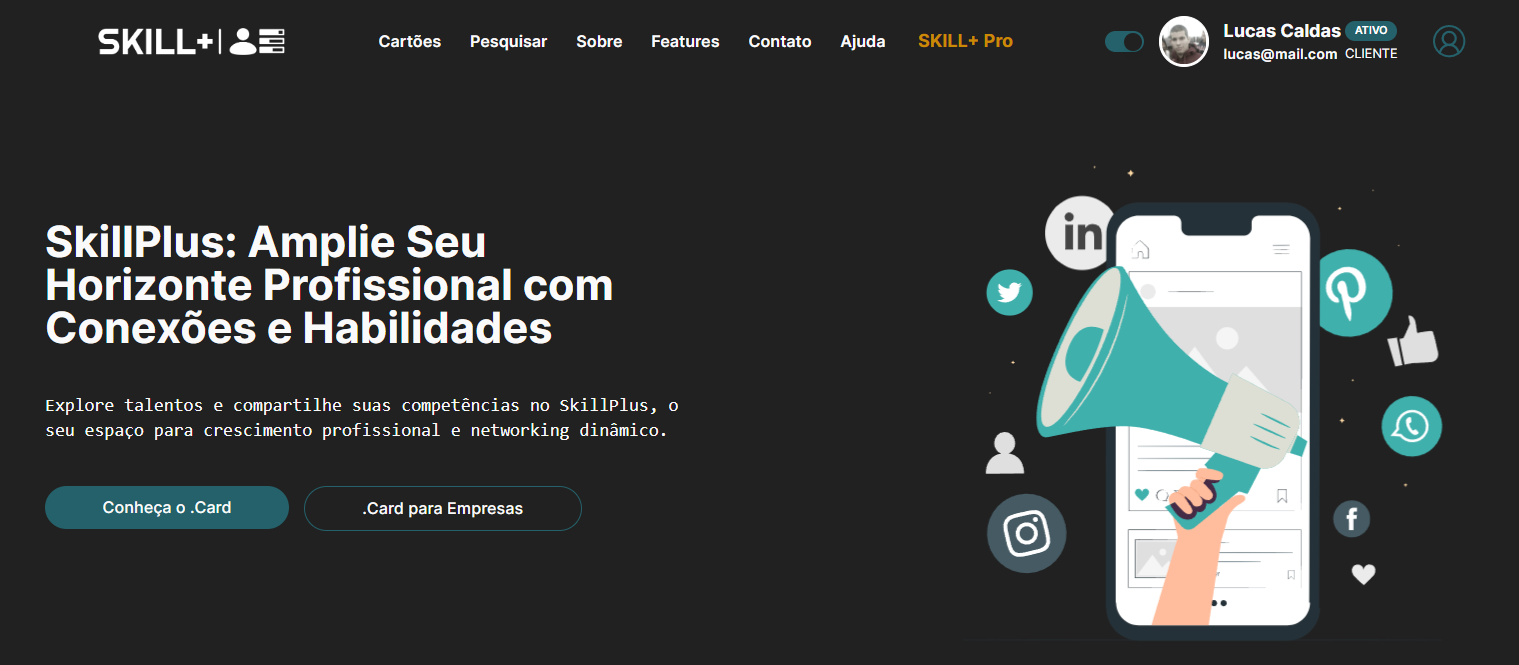 SKILL+
Cartões Pesquisar Sobre Features Contato Ajuda SKILL+ Pro
Lucas Caldas ATIVO
lucas@mail.com CLIENTE
SkillPlus: Amplie Seu
Horizonte Profissional com
Conexões e Habilidades
Explore talentos e compartilhe suas competências no SkillPlus, o
seu espaço para crescimento profissional e networking dinâmico.
Conheça o .Card
.Card para Empresas
in